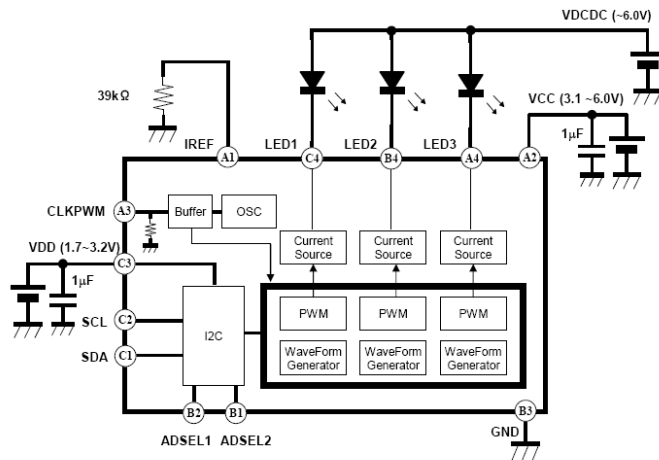 VDCDC (~6.0V)
39kΩ
VCC (3.1 ~6.0V)
1μF
IREF
LED1
LED2
LED3
A1
C4
B4
A4
A2
CLKPWM
A3
Buffer
OSC
VDD (1.7~3.2V)
C3
1μF
Current
Source
Current
Source
Current
Source
SCL
C2
I2C
PWM
PWM
PWM
SDA
C1
WaveForm
Generator
WaveForm
Generator
WaveForm
Generator
B2
B1
B3
ADSEL1
ADSEL2
GND